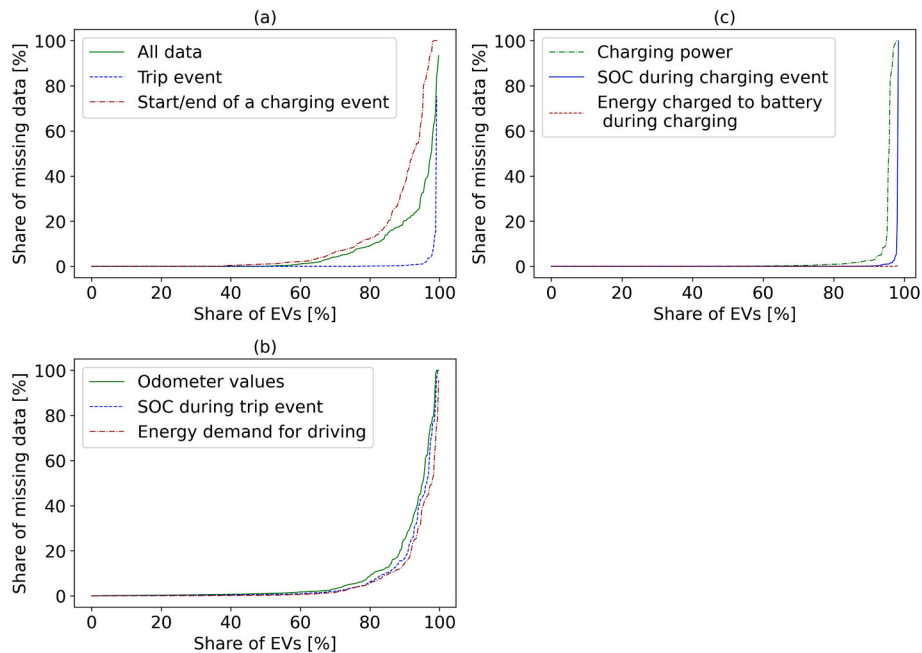 (a)
100
80
60
40
20
0
Share of missing data [%]
All data
Trip event
Start/end of a charging event
0
20
40
60
80
100
Share of EVs [%]
(c)
100
80
60
40
20
0
Share of missing data [%]
Charging power
SOC during charging event
Energy charged to battery
during charging
0
20
40
60
80
100
Share of EVs [%]
(b)
100
80
60
40
20
0
Share of missing data [%]
Odometer values
SOC during trip event
Energy demand for driving
0
20
40
60
80
100
Share of EVs [%]